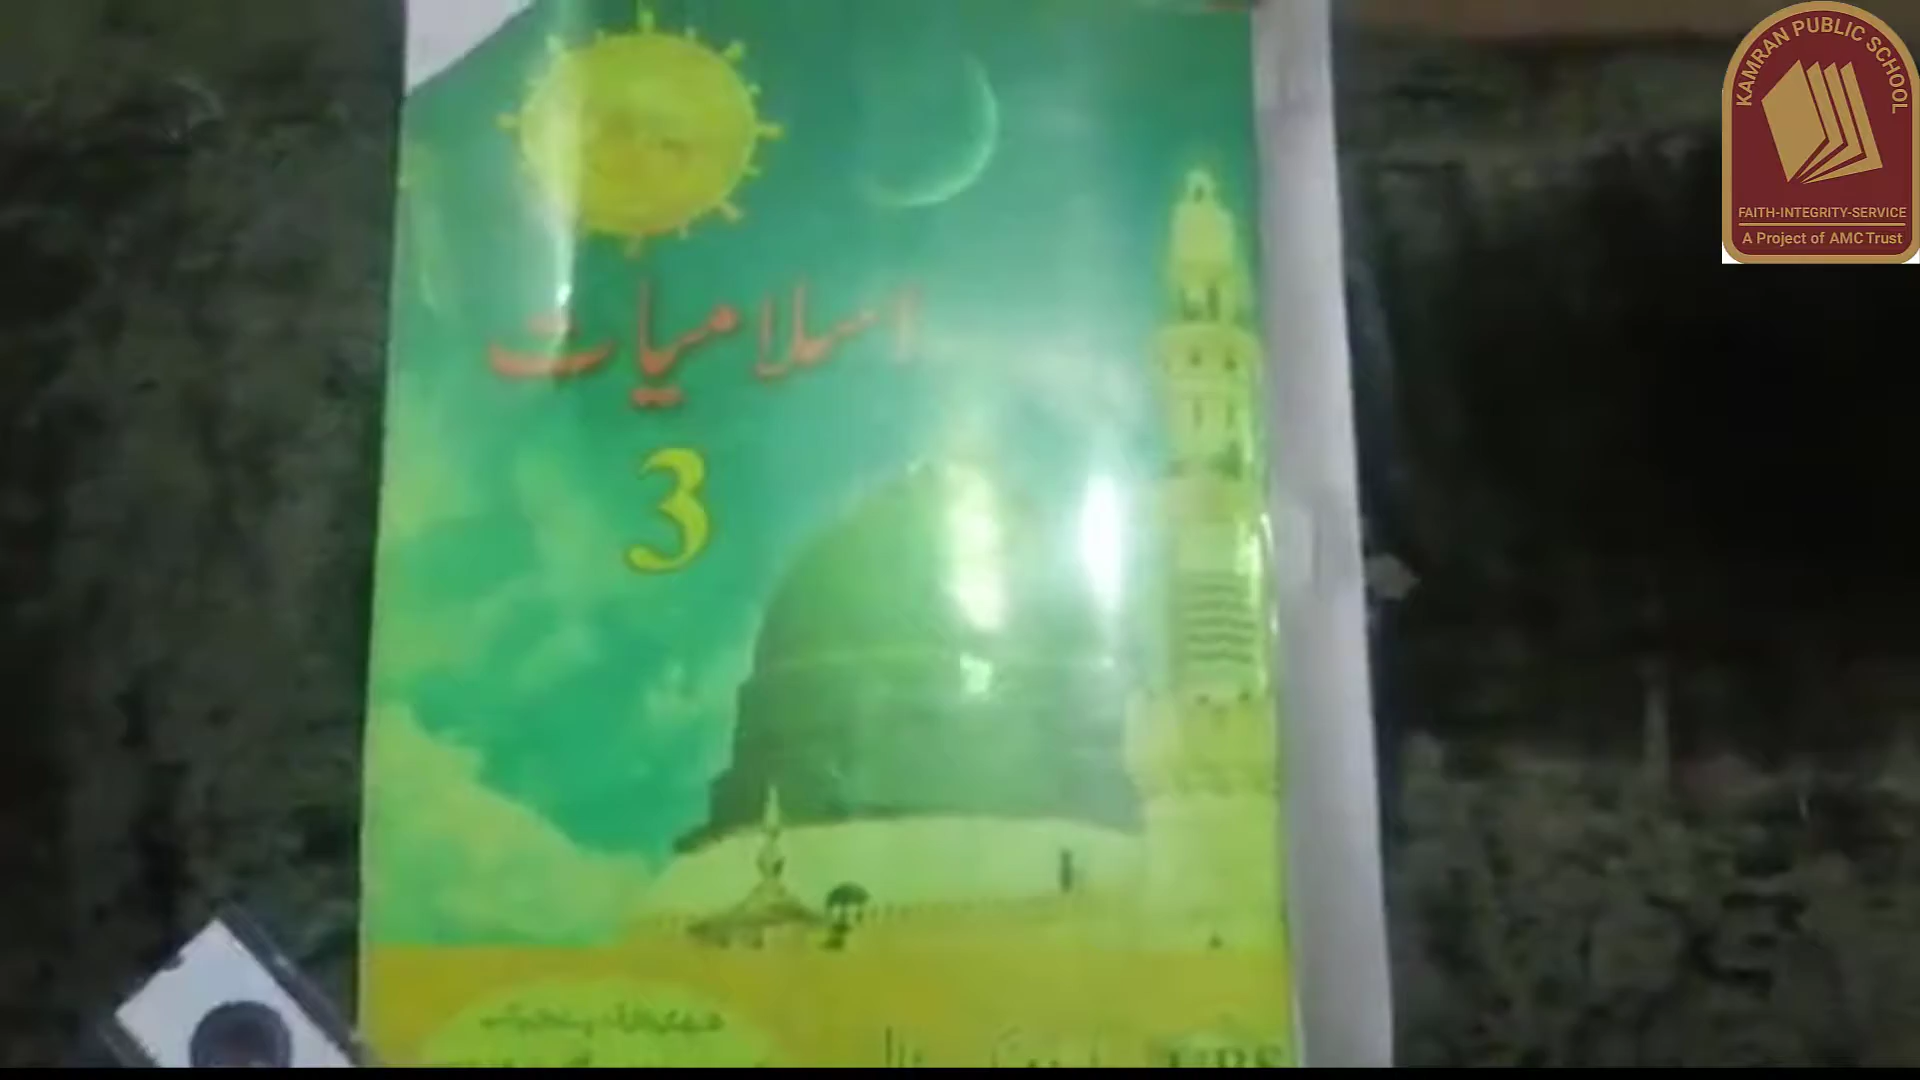 اسلامیات
3
KAMRAN PUBLIC SCHOOL
FAITH-INTEGRITY-SERVICE
A Project of AMC Trust